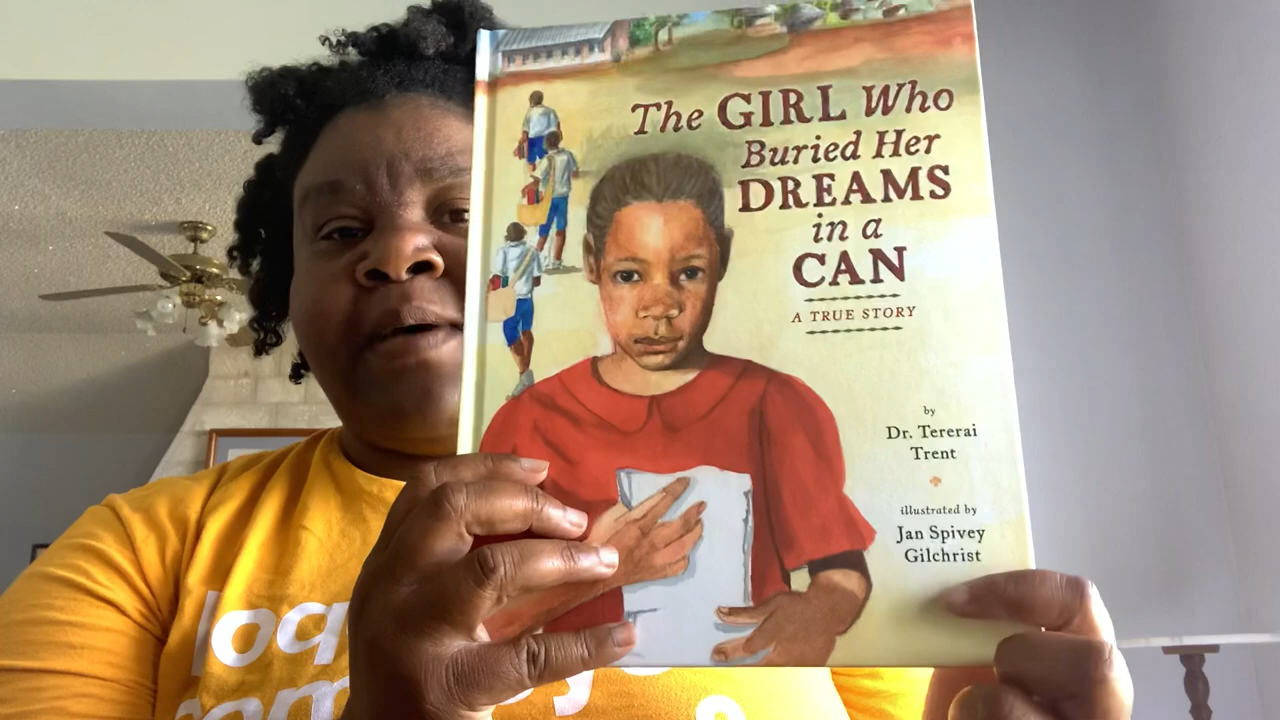 The GIRL Who
Buried Her
DREAMS
in a
CAN
A TRUE STORY
by
Dr. Tererai
Trent
illustrated by
Jan Spivey
Gilchrist